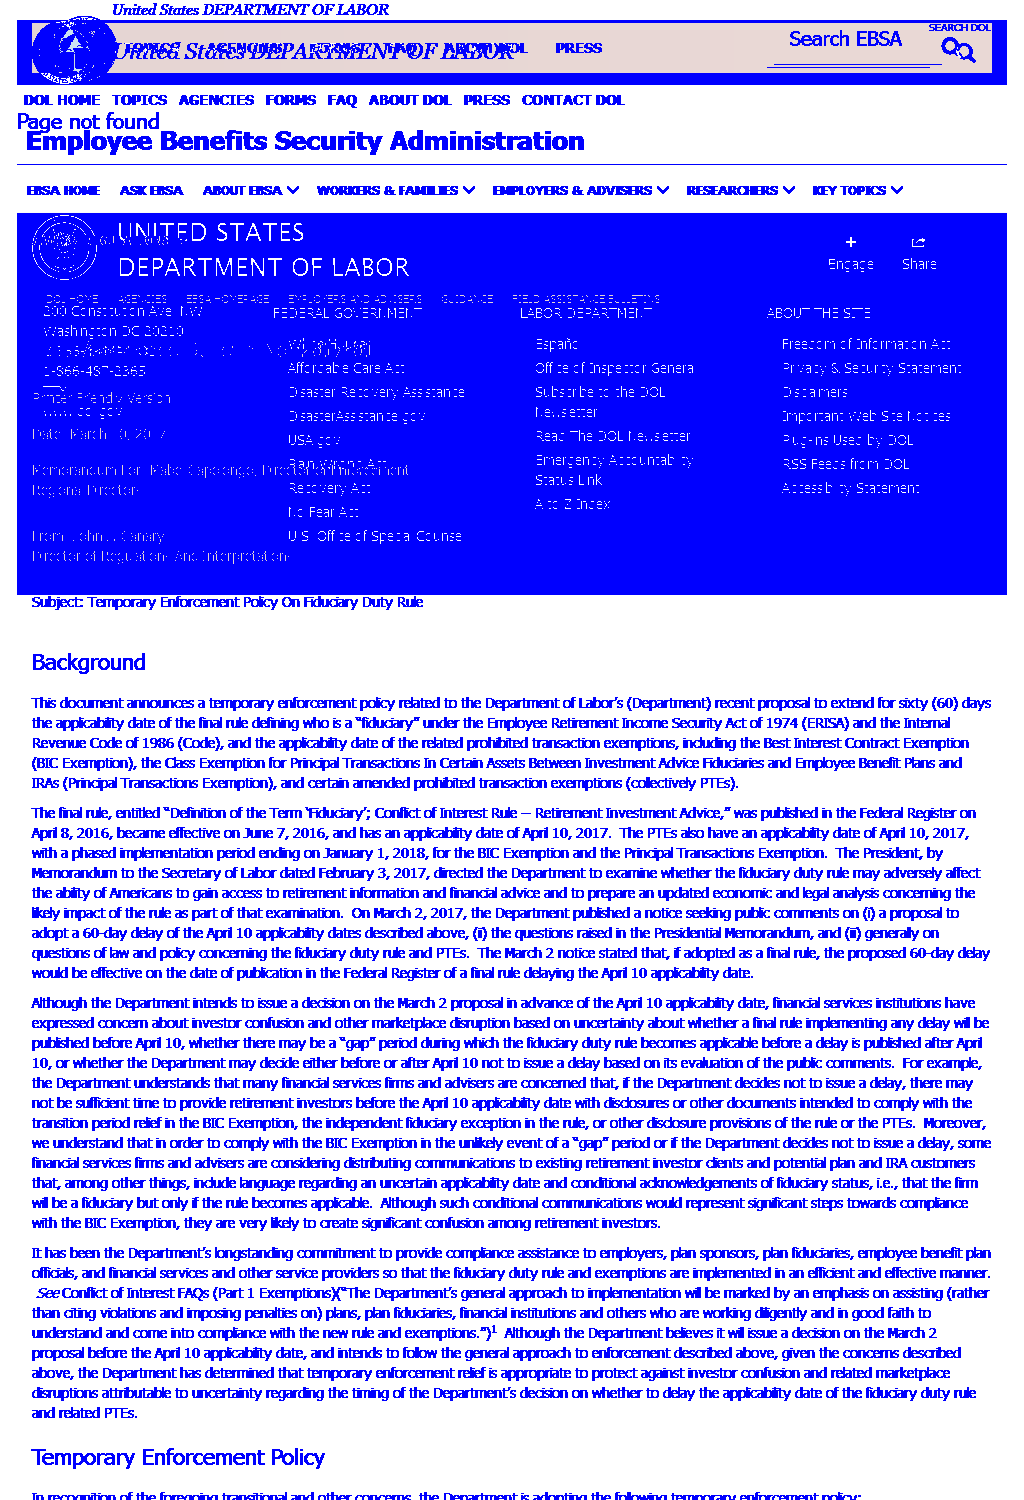 United States DEPARTMENT OF LABOR
SEARCH DOL
Search EBSA
United States DEPARTMENT OF LABOR
PRESS
DOL HOME TOPICS AGENCIES FORMS FAQ ABOUT DOL PRESS CONTACT DOL
Page not found
Employee Benefits Security Administration
EBSA HOME ASK EBSA ABOUT EBSA WORKERS & FAMILIES EMPLOYERS & ADVISERS RESEARCHERS KEY TOPICS
UNITED STATES
DEPARTMENT OF LABOR
Engage Share
DOL HOME AGENCIES EBSA HOMEPAGE EMPLOYERS AND ADVISERS GUIDANCE FIELD ASSISTANCE BULLETINS
200 Constitution Ave. NW
Washington DC 20210
1-866-487-2365
Printer Friendly Version
www.dol.gov
Date: March 10, 2017
Memorandum For: Mabel Capolongo, Director of Enforcement
Regional Directors
From: John J. Canary
Director of Regulations And Interpretations
FEDERAL GOVERNMENT
White House
Affordable Care Act
Disaster Recovery Assistance
DisasterAssistance.gov
USA.gov
Plain Writing Act
Recovery Act
No Fear Act
U.S. Office of Special Counsel
LABOR DEPARTMENT
Español
Office of Inspector General
Subscribe to the DOL
Newsletter
Read The DOL Newsletter
Emergency Accountability
Status Link
A to Z Index
ABOUT THE SITE
Freedom of Information Act
Privacy & Security Statement
Disclaimers
Important Web Site Notices
Plug-ins Used by DOL
RSS Feeds from DOL
Accessibility Statement
Subject: Temporary Enforcement Policy On Fiduciary Duty Rule
Background
This document announces a temporary enforcement policy related to the Department of Labor's (Department) recent proposal to extend for sixty (60) days
the applicability date of the final rule defining who is a "fiduciary" under the Employee Retirement Income Security Act of 1974 (ERISA) and the Internal
Revenue Code of 1986 (Code), and the applicability date of the related prohibited transaction exemptions, including the Best Interest Contract Exemption
(BIC Exemption), the Class Exemption for Principal Transactions In Certain Assets Between Investment Advice Fiduciaries and Employee Benefit Plans and
IRAs (Principal Transactions Exemption), and certain amended prohibited transaction exemptions (collectively PTEs).
The final rule, entitled "Definition of the Term 'Fiduciary'; Conflict of Interest Rule — Retirement Investment Advice," was published in the Federal Register on
April 8, 2016, became effective on June 7, 2016, and has an applicability date of April 10, 2017. The PTEs also have an applicability date of April 10, 2017,
with a phased implementation period ending on January 1, 2018, for the BIC Exemption and the Principal Transactions Exemption. The President, by
Memorandum to the Secretary of Labor dated February 3, 2017, directed the Department to examine whether the fiduciary duty rule may adversely affect
the ability of Americans to gain access to retirement information and financial advice and to prepare an updated economic and legal analysis concerning the
likely impact of the rule as part of that examination. On March 2, 2017, the Department published a notice seeking public comments on (i) a proposal to
adopt a 60-day delay of the April 10 applicability dates described above, (ii) the questions raised in the Presidential Memorandum, and (iii) generally on
questions of law and policy concerning the fiduciary duty rule and PTEs. The March 2 notice stated that, if adopted as a final rule, the proposed 60-day delay
would be effective on the date of publication in the Federal Register of a final rule delaying the April 10 applicability date.
Although the Department intends to issue a decision on the March 2 proposal in advance of the April 10 applicability date, financial services institutions have
expressed concern about investor confusion and other marketplace disruption based on uncertainty about whether a final rule implementing any delay will be
published before April 10, whether there may be a "gap" period during which the fiduciary duty rule becomes applicable before a delay is published after April
10, or whether the Department may decide either before or after April 10 not to issue a delay based on its evaluation of the public comments. For example,
the Department understands that many financial services firms and advisers are concerned that, if the Department decides not to issue a delay, there may
not be sufficient time to provide retirement investors before the April 10 applicability date with disclosures or other documents intended to comply with the
transition period relief in the BIC Exemption, the independent fiduciary exception in the rule, or other disclosure provisions of the rule or the PTEs. Moreover,
we understand that in order to comply with the BIC Exemption in the unlikely event of a "gap" period or if the Department decides not to issue a delay, some
financial services firms and advisers are considering distributing communications to existing retirement investor clients and potential plan and IRA customers
that, among other things, include language regarding an uncertain applicability date and conditional acknowledgements of fiduciary status, i.e., that the firm
will be a fiduciary but only if the rule becomes applicable. Although such conditional communications would represent significant steps towards compliance
with the BIC Exemption, they are very likely to create significant confusion among retirement investors.
It has been the Department's longstanding commitment to provide compliance assistance to employers, plan sponsors, plan fiduciaries, employee benefit plan
officials, and financial services and other service providers so that the fiduciary duty rule and exemptions are implemented in an efficient and effective manner.
See Conflict of Interest FAQs (Part 1 Exemptions)("The Department's general approach to implementation will be marked by an emphasis on assisting (rather
than citing violations and imposing penalties on) plans, plan fiduciaries, financial institutions and others who are working diligently and in good faith to
understand and come into compliance with the new rule and exemptions.")1 Although the Department believes it will issue a decision on the March 2
proposal before the April 10 applicability date, and intends to follow the general approach to enforcement described above, given the concerns described
above, the Department has determined that temporary enforcement relief is appropriate to protect against investor confusion and related marketplace
disruptions attributable to uncertainty regarding the timing of the Department's decision on whether to delay the applicability date of the fiduciary duty rule
and related PTEs.
Temporary Enforcement Policy
In recognition of the foregoing transitional and other concerns, the Department is adopting the following temporary enforcement policy: